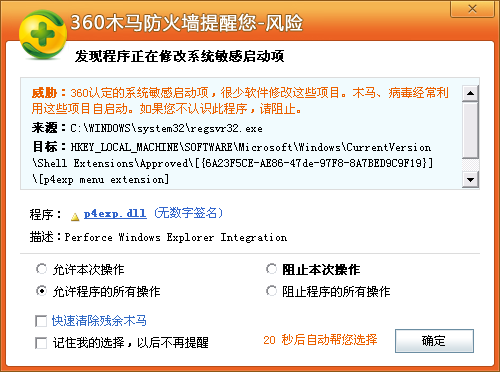 360木马防火墙提醒您-风险
发现程序正在修改系统敏感启动项
威胁：360认定的系统敏感启动项，很少软件修改这些项目。木马、病毒经常利
用这些项目自启动。如果您不认识此程序，请阻止。
来源：C:\WINDOWS\system32\regsvr32.exe
目标：HKEY_LOCAL_MACHINE\SOFTWARE\Microsoft\Windows\CurrentVersion
\Shell Extensions\Approved\[{6A23F5CE-AE86-47de-97F8-8A7BED9C9F19}]
\[p4exp menu extension]
程序： p4exp.dll (无数字签名)
描述：Perforce Windows Explorer Integration
允许本次操作 阻止本次操作
允许程序的所有操作 阻止程序的所有操作
快速清除残余木马
记住我的选择，以后不再提醒 20 秒后自动帮您选择 确定